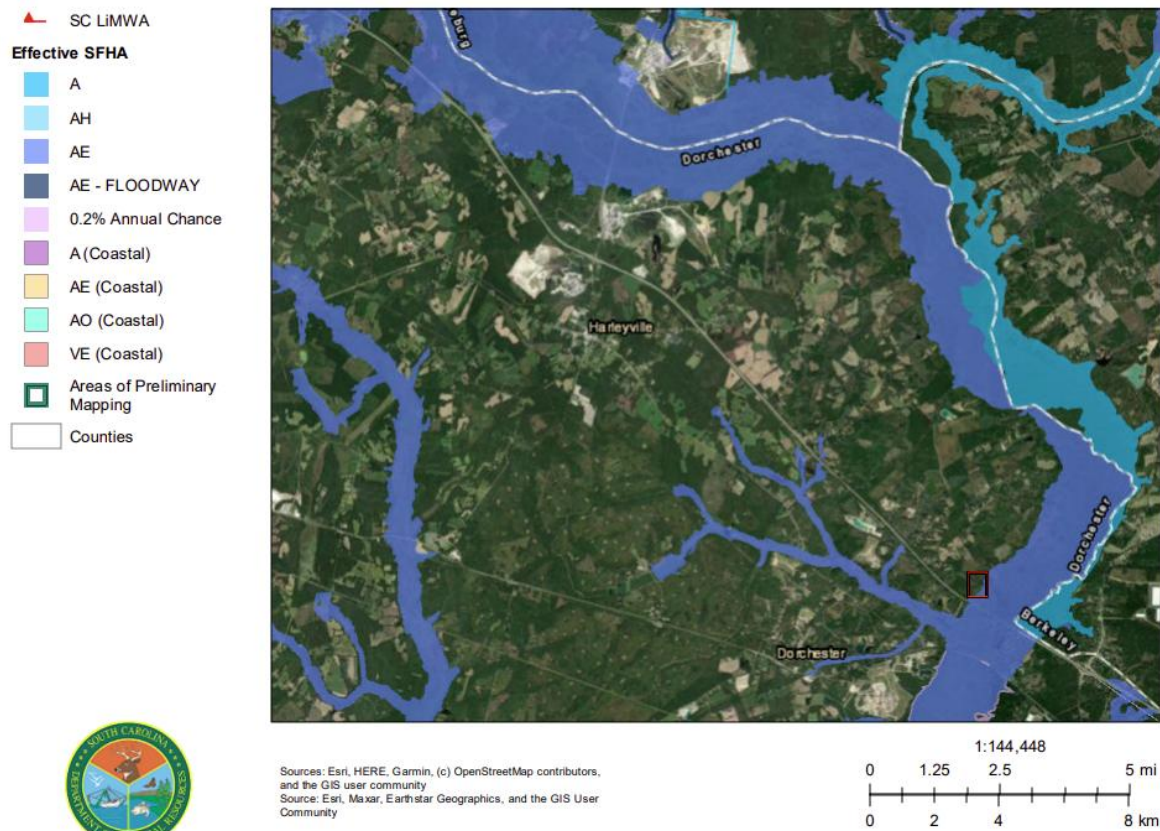 SC LiMWA
Effective SFHA
A
AH
AE
AE - FLOODWAY
0.2% Annual Chance
A (Coastal)
AE (Coastal)
AO (Coastal)
VE (Coastal)
Areas of Preliminary
Mapping
Counties
eburg
Dorchester
Harleyville
Dorchester
Berkeley
Dorchester
SOUTH CAROLINA
Sources: Esri, HERE, Garmin, (c) OpenStreetMap contributors,
and the GIS user community
Source: Esri, Maxar, Earthstar Geographics, and the GIS User
Community
1:144,448
0 1.25 2.5 5 mi
0 2 4 8 km